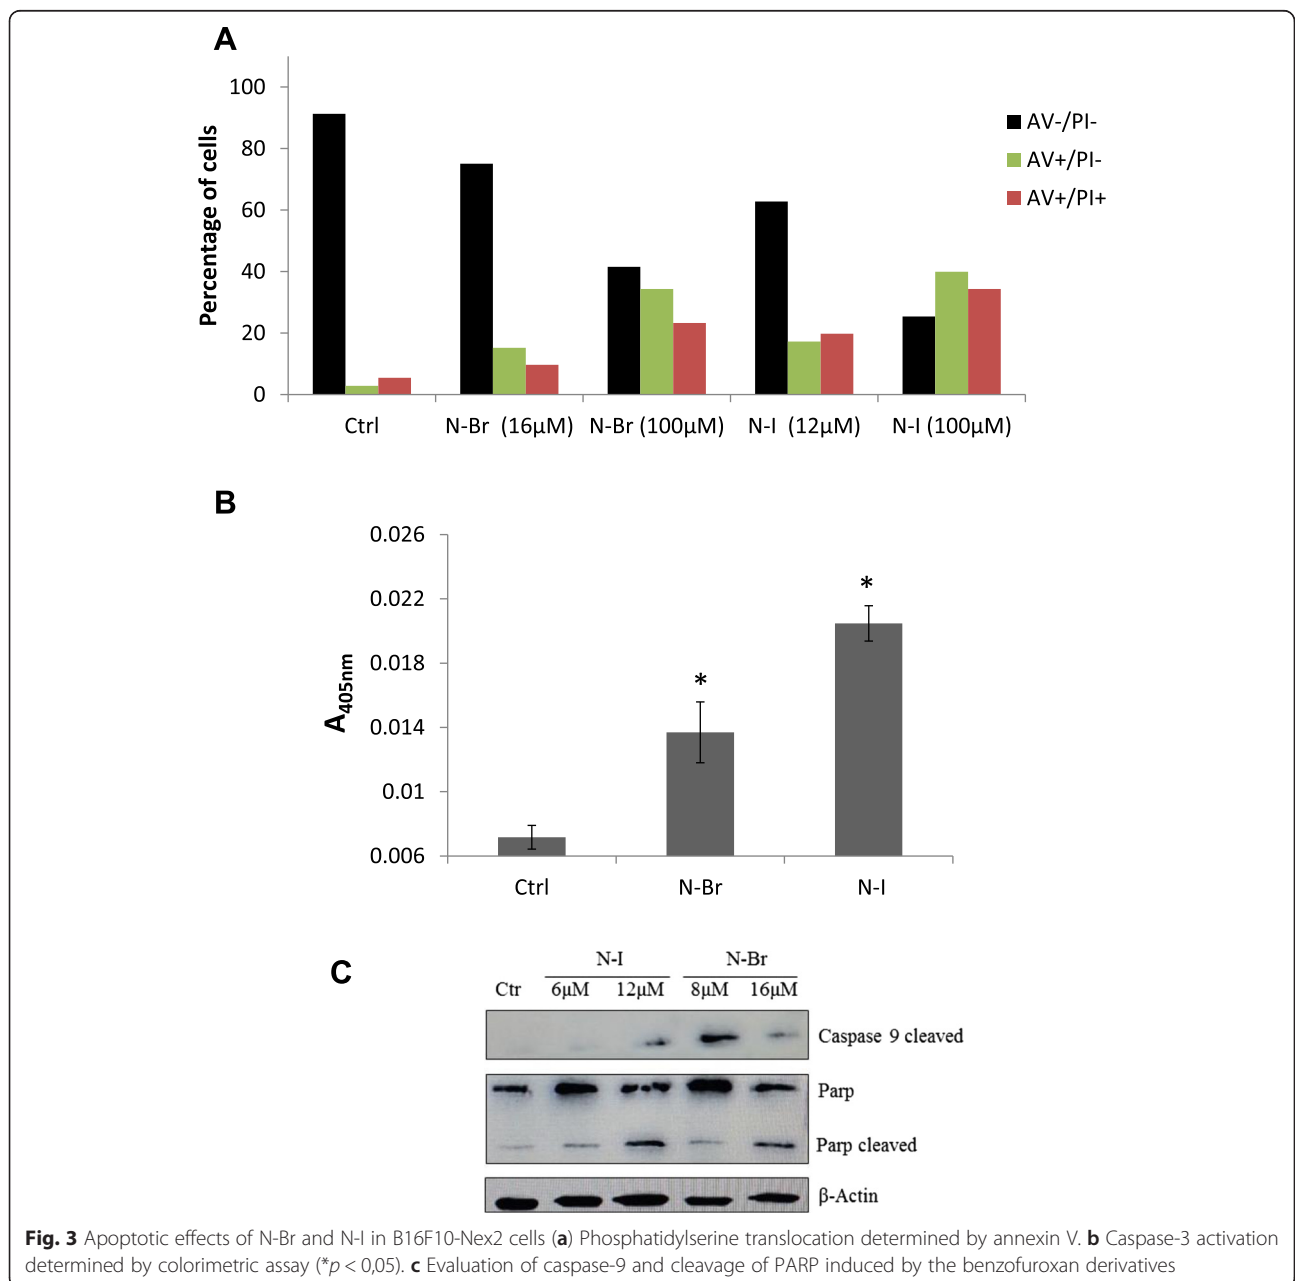 A
100
80
60
40
20
0
Percentage of cells
AV-/PI-
AV+/PI-
AV+/PI+
Ctrl
N-Br (16μM)
N-Br (100μM)
N-I (12μM)
N-I (100μM)
B
0.026
0.022
0.018
0.014
0.01
0.006
A405nm
*
*
Ctrl
N-Br
N-I
C
N-I
N-Br
Ctr
6μM
12μM
8μM
16μM
Caspase 9 cleaved
Parp
Parp cleaved
β-Actin
Fig. 3 Apoptotic effects of N-Br and N-I in B16F10-Nex2 cells (a) Phosphatidylserine translocation determined by annexin V. b Caspase-3 activation
determined by colorimetric assay (*p < 0,05). c Evaluation of caspase-9 and cleavage of PARP induced by the benzofuroxan derivatives